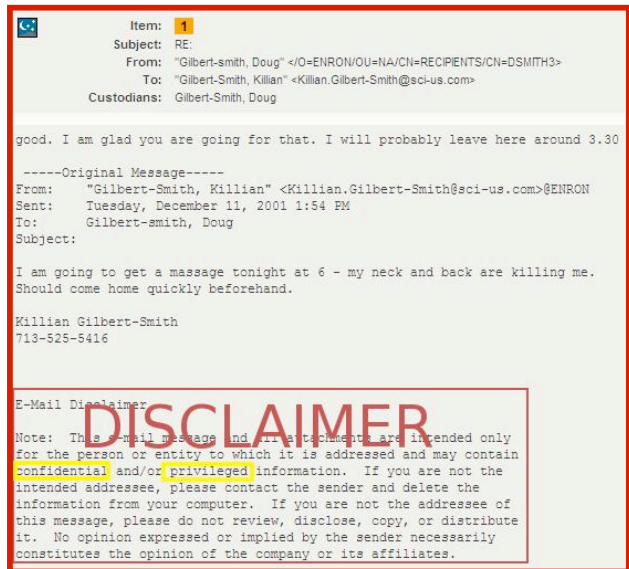 Item: 1
Subject: RE:
From: "Gilbert-smith, Doug" </O=ENRON/OU=NA/CN=RECIPIENTS/CN=DSMITH3>
To: "Gilbert-Smith, Killian" <Killian.Gilbert-Smith@sci-us.com>
Custodians: Gilbert-Smith, Doug
good. I am glad you are going for that. I will probably leave here around 3.30
-----Original Message-----
From: "Gilbert-Smith, Killian" <Killian.Gilbert-Smith@sci-us.com>@ENRON
Sent: Tuesday, December 11, 2001 1:54 PM
To: Gilbert-smith, Doug
Subject:
I am going to get a massage tonight at 6 - my neck and back are killing me.
Should come home quickly beforehand.
Killian Gilbert-Smith
713-525-5416
E-Mail Disclaimer
DISCLAIMER
Note: This e-mail message and all attachments are intended only
for the person or entity to which it is addressed and may contain
confidential and/or privileged information. If you are not the
intended addressee, please contact the sender and delete the
information from your computer. If you are not the addressee of
this message, please do not review, disclose, copy, or distribute
it. No opinion expressed or implied by the sender necessarily
constitutes the opinion of the company or its affiliates.